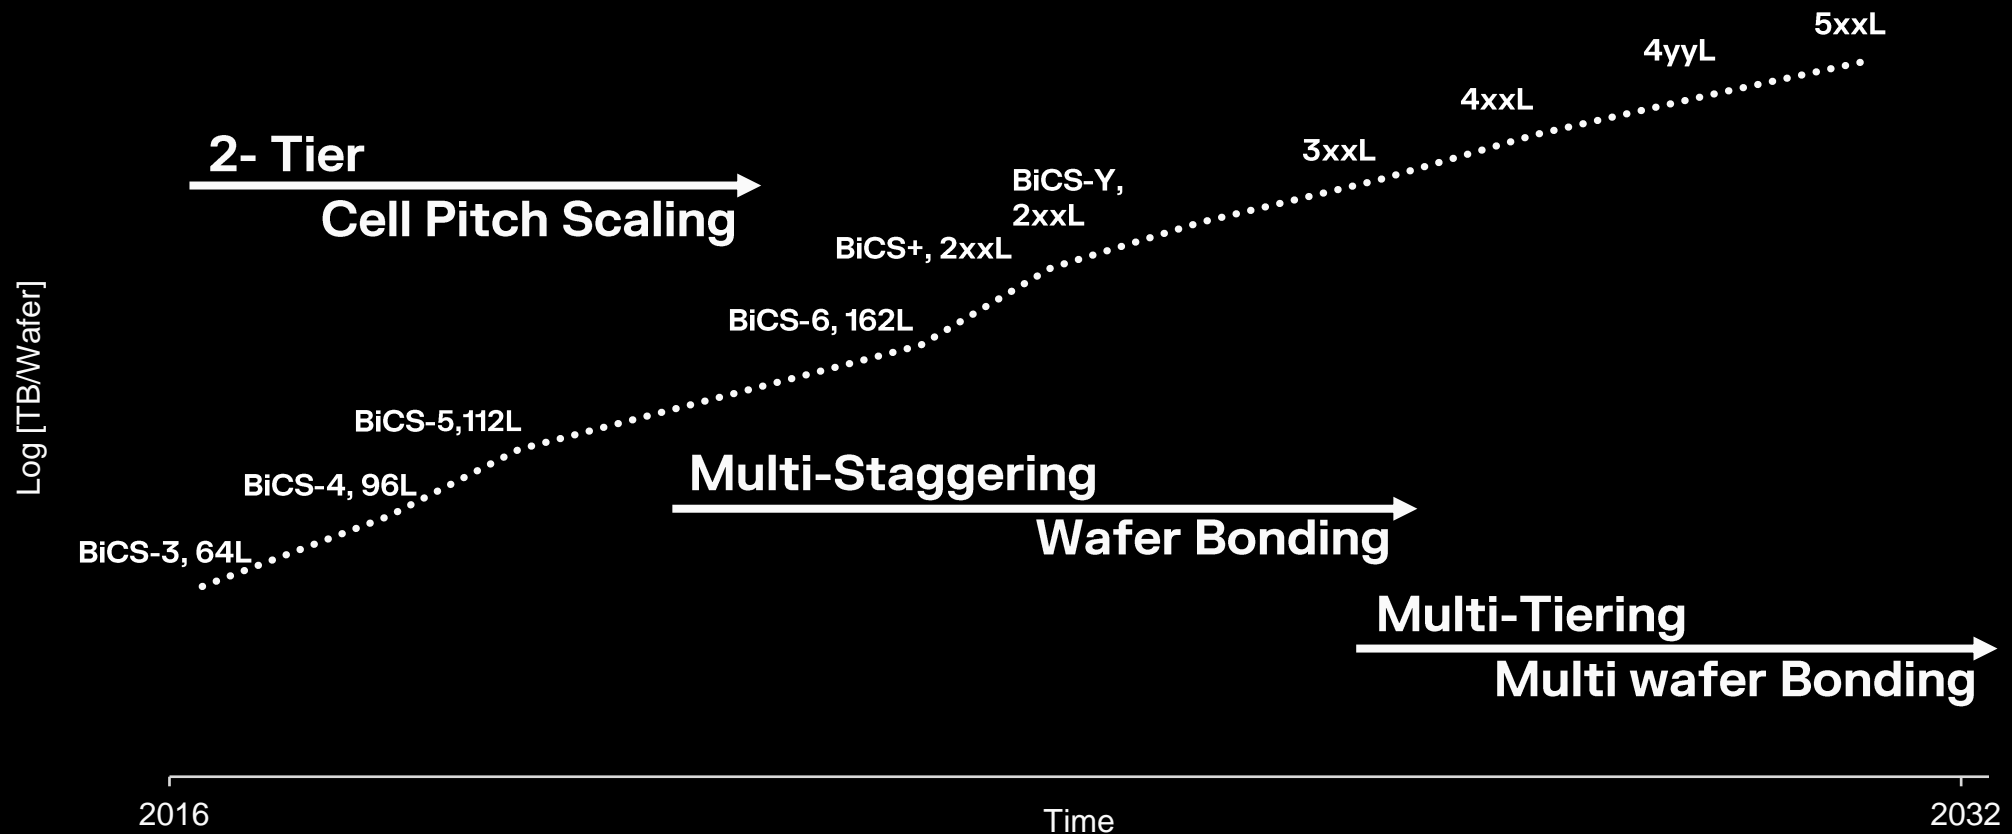 5xxL
4yyL
4xxL
3xxL
2- Tier
Cell Pitch Scaling
BiCS-Y,
2xxL
BiCS+, 2xxL
BiCS-6, 162L
BiCS-5,112L
BiCS-4, 96L
BiCS-3, 64L
Log [TB/Wafer]
Multi-Staggering
Wafer Bonding
Multi-Tiering
Multi wafer Bonding
2016
Time
2032